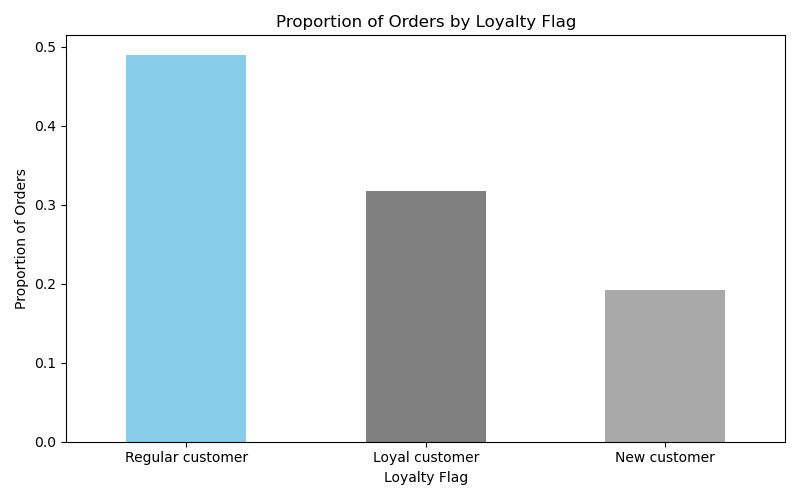 Proportion of Orders by Loyalty Flag
Proportion of Orders
0.5
0.4
0.3
0.2
0.1
0.0
Regular customer
Loyal customer
New customer
Loyalty Flag